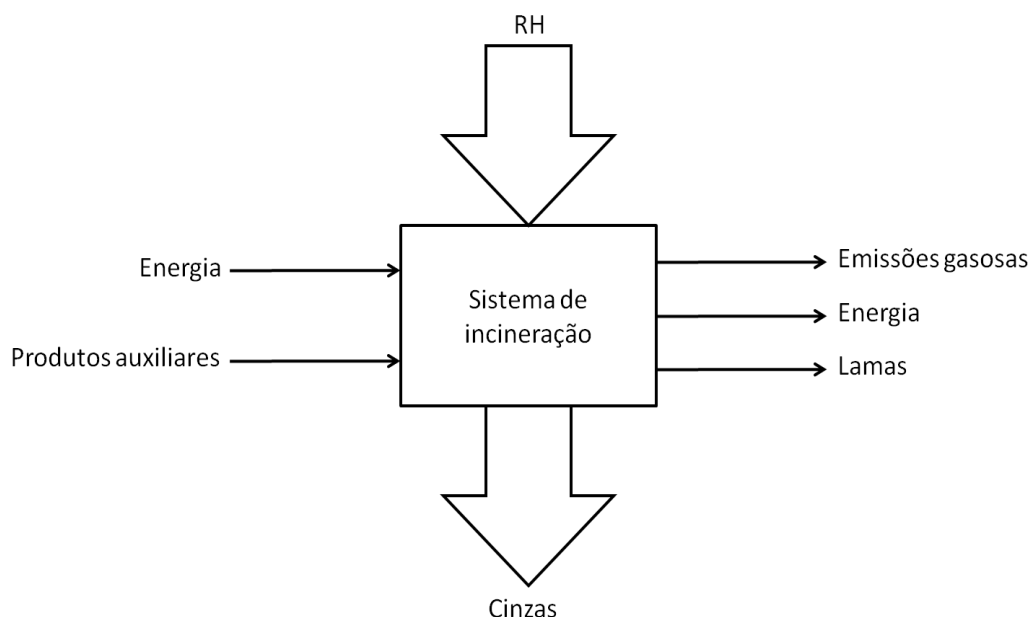 RH
Energia
Produtos auxiliares
Sistema de
incineração
Emissões gasosas
Energia
Lamas
Cinzas